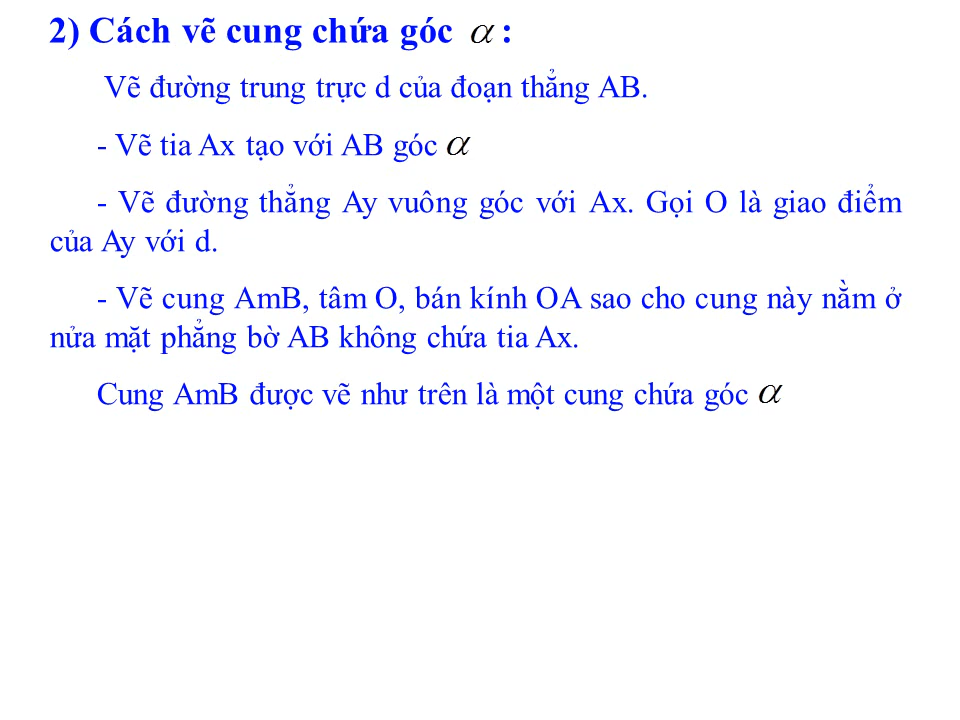 2) Cách vẽ cung chứa góc α :
Vẽ đường trung trực d của đoạn thẳng AB.
- Vẽ tia Ax tạo với AB góc α
- Vẽ đường thẳng Ay vuông góc với Ax. Gọi O là giao điểm
của Ay với d.
- Vẽ cung AmB, tâm O, bán kính OA sao cho cung này nằm ở
nửa mặt phẳng bờ AB không chứa tia Ax.
Cung AmB được vẽ như trên là một cung chứa góc α